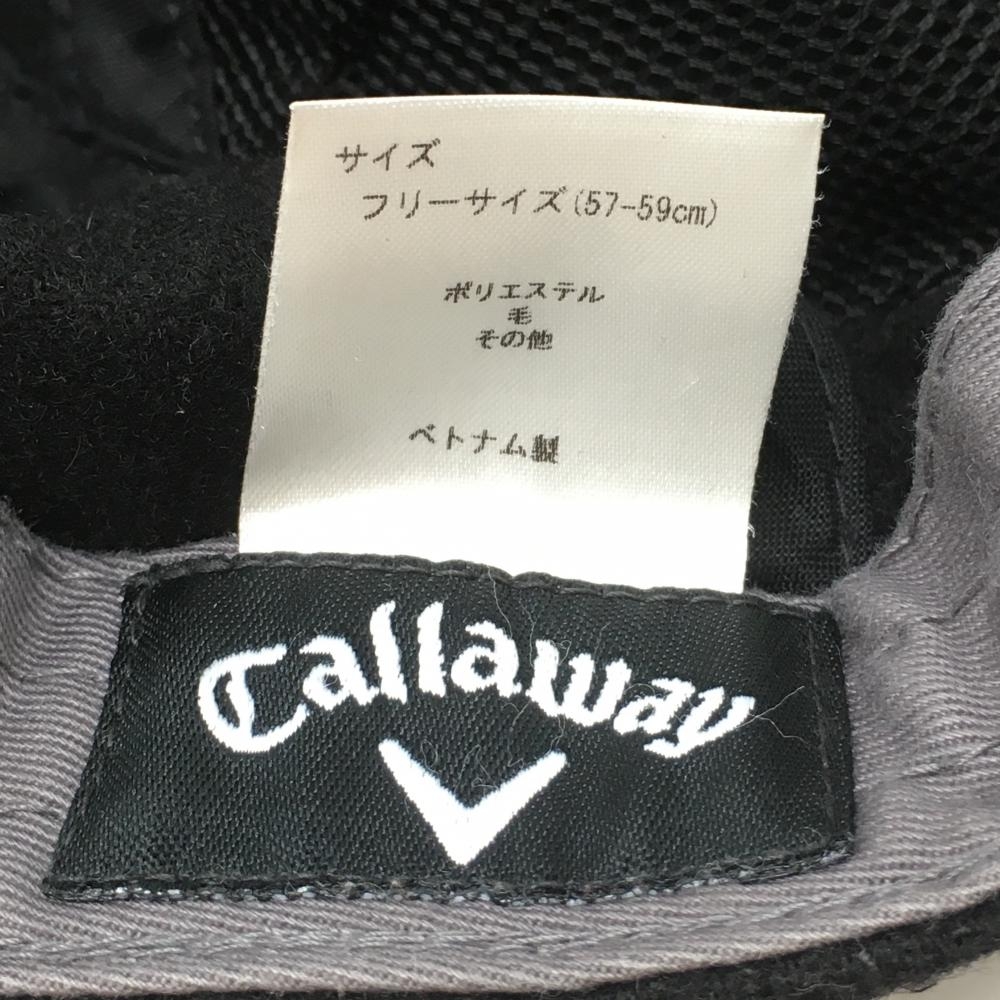 サイズ
フリーサイズ(57-59cm)
ポリエステル
毛
その他
ベトナム製
Callaway